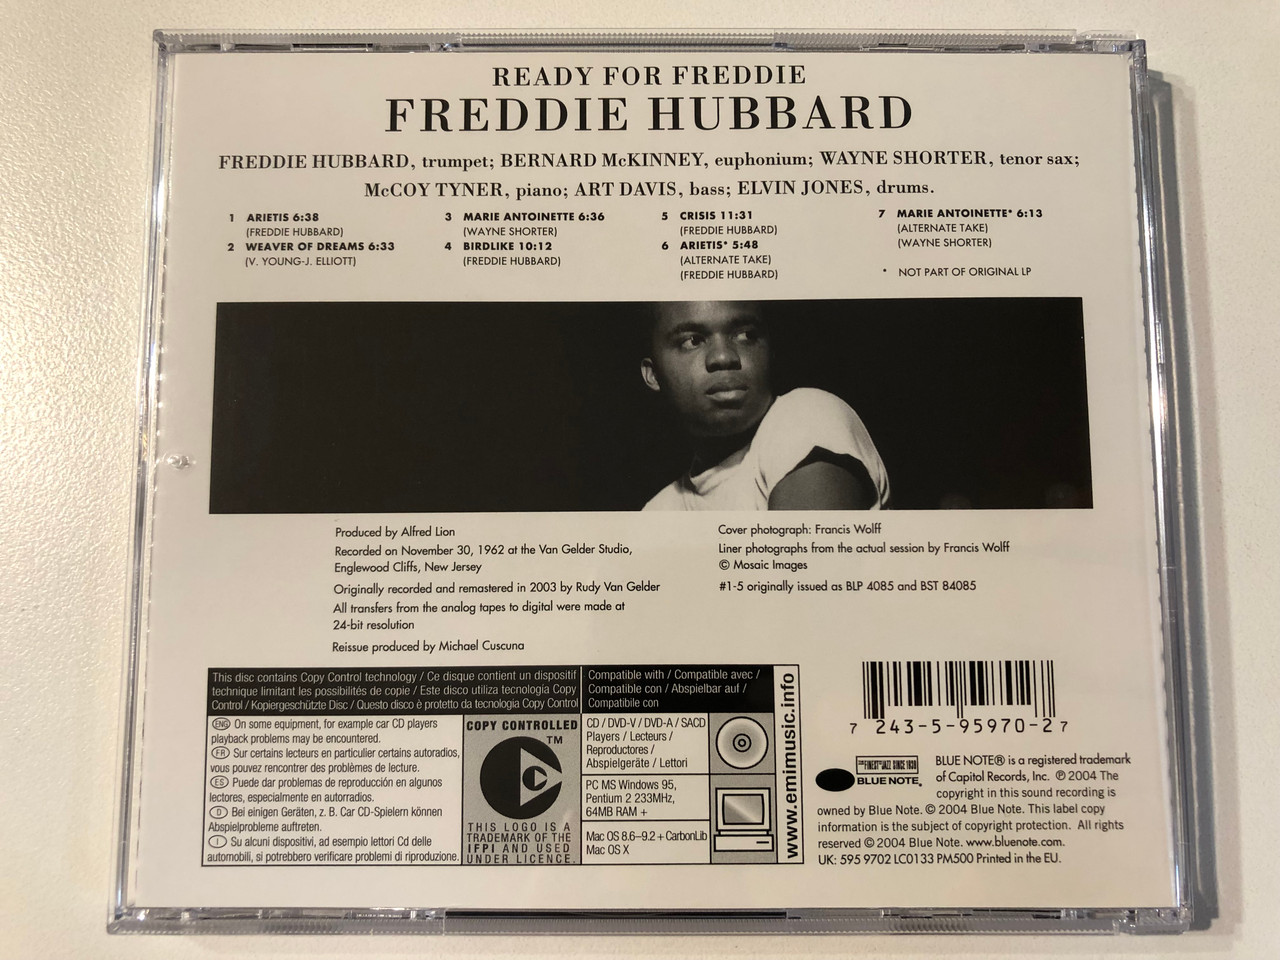 READY FOR FREDDIE
FREDDIE HUBBARD
FREDDIE HUBBARD, trumpet; BERNARD McKINNEY, euphonium; WAYNE SHORTER, tenor sax;
McCOY TYNER, piano; ART DAVIS, bass; ELVIN JONES, drums.
1 ARIETIS 6:38
(FREDDIE HUBBARD)
2 WEAVER OF DREAMS 6:33
(V. YOUNG-J. ELLIOTT)
3 MARIE ANTOINETTE 6:36
(WAYNE SHORTER)
4 BIRDLIKE 10:12
(FREDDIE HUBBARD)
5 CRISIS 11:31
(FREDDIE HUBBARD)
6 ARIETIS* 5:48
(ALTERNATE TAKE)
(FREDDIE HUBBARD)
7 MARIE ANTOINETTE* 6:13
(ALTERNATE TAKE)
(WAYNE SHORTER)
* NOT PART OF ORIGINAL LP
Produced by Alfred Lion
Recorded on November 30, 1962 at the Van Gelder Studio,
Englewood Cliffs, New Jersey
Originally recorded and remastered in 2003 by Rudy Van Gelder
All transfers from the analog tapes to digital were made at
24-bit resolution
Reissue produced by Michael Cuscuna
Cover photograph: Francis Wolff
Liner photographs from the actual session by Francis Wolff
© Mosaic Images
#1-5 originally issued as BLP 4085 and BST 84085
This disc contains Copy Control technology / Ce disque contient un dispositif
technique limitant les possibilités de copie / Este disco utiliza tecnología Copy
Control / Kopiergeschützte Disc / Questo disco è protetto da tecnologia Copy Control
ENG On some equipment, for example car CD players
playback problems may be encountered.
FR Sur certains lecteurs en particulier certains autoradios,
vous pouvez rencontrer des problèmes de lecture.
ES Puede dar problemas de reproducción en algunos
lectores, especialmente en autorradios.
D Bei einigen Geräten, z. B. Car CD-Spielern können
Abspielprobleme auftreten.
I Su alcuni dispositivi, ad esempio lettori Cd delle
automobili, si potrebbero verificare problemi di riproduzione.
COPY CONTROLLED
TM
C
THIS LOGO IS A
TRADEMARK OF THE
IFPI AND USED
UNDER LICENCE.
Compatible with / Compatible avec /
Compatible con / Abspielbar auf /
Compatibile con
CD / DVD-V / DVD-A / SACD
Players / Lecteurs /
Reproductores /
Abspielgeräte / Lettori
PC MS Windows 95,
Pentium 2 233MHz,
64MB RAM +
Mac OS 8.6–9.2 + CarbonLib
Mac OS X
www.emimusic.info
7 243-5-95970-2 7
THE FINEST IN JAZZ SINCE 1939
BLUE NOTE®
BLUE NOTE® is a registered trademark
of Capitol Records, Inc. ℗ 2004 The
copyright in this sound recording is
owned by Blue Note. © 2004 Blue Note. This label copy
information is the subject of copyright protection. All rights
reserved © 2004 Blue Note. www.bluenote.com.
UK: 595 9702 LC0133 PM500 Printed in the EU.